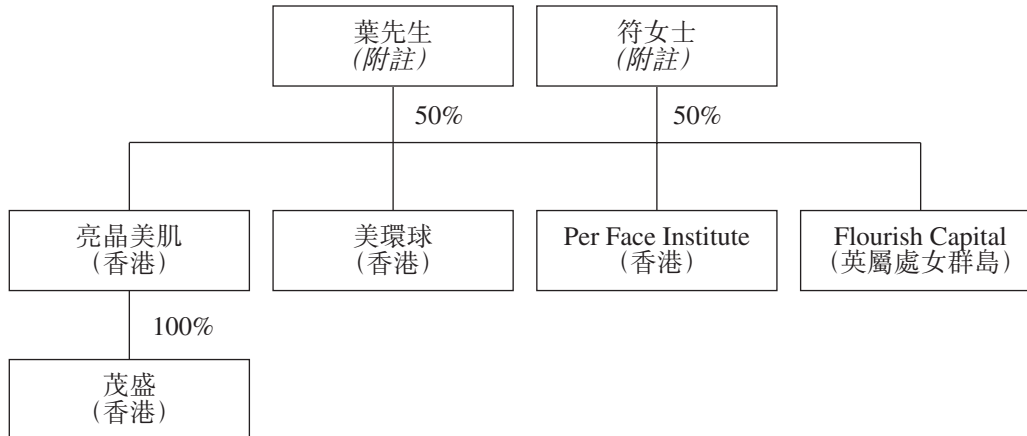 葉先生
(附註)
符女士
(附註)
50%
50%
亮晶美肌
(香港)
美環球
(香港)
Per Face Institute
(香港)
Flourish Capital
(英屬處女群島)
100%
茂盛
(香港)